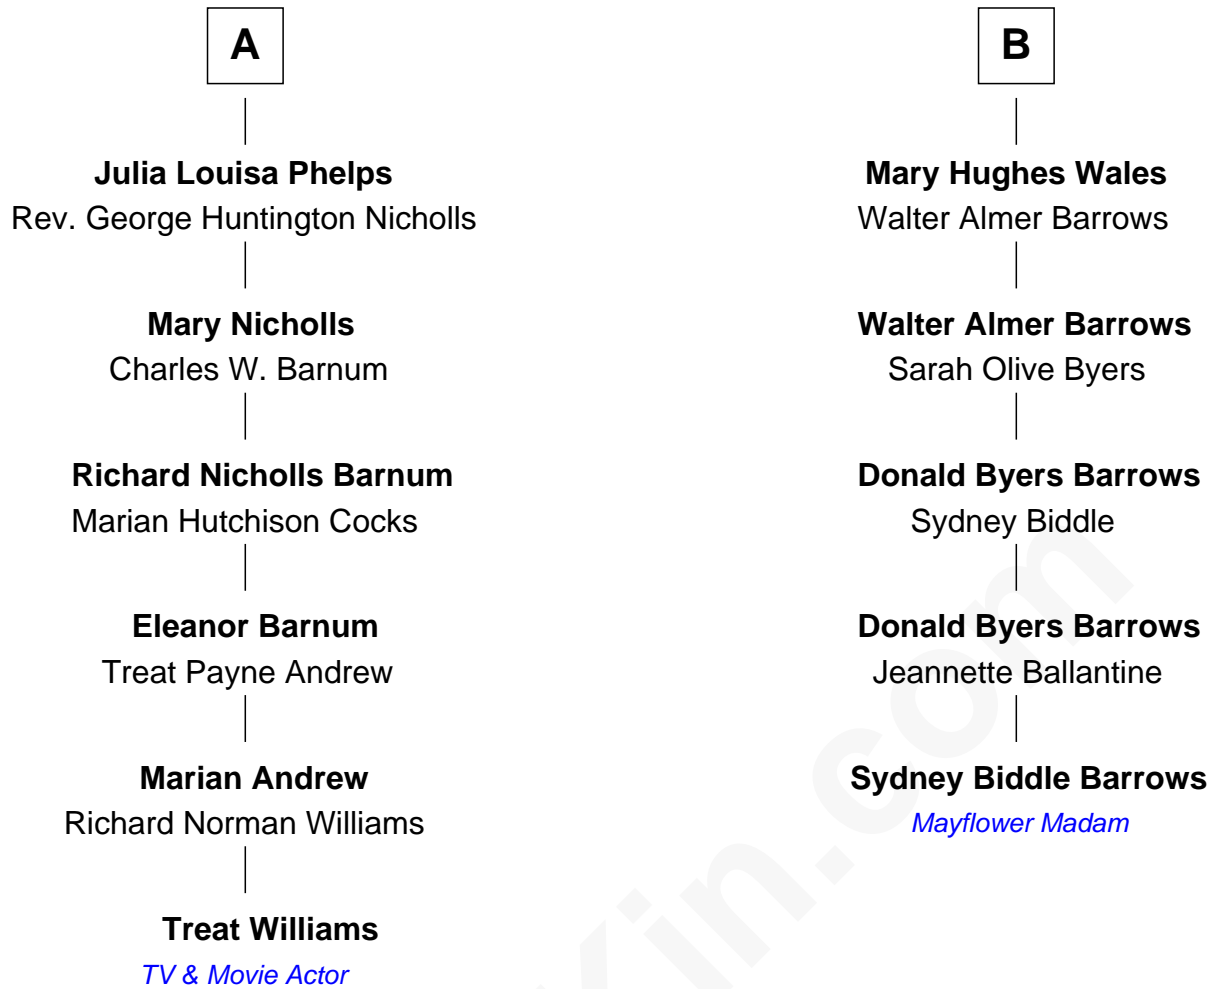 A
Julia Louisa Phelps
Rev. George Huntington Nicholls
Mary Nicholls
Charles W. Barnum
Richard Nicholls Barnum
Marian Hutchison Cocks
Eleanor Barnum
Treat Payne Andrew
Marian Andrew
Richard Norman Williams
Treat Williams
TV & Movie Actor
B
Mary Hughes Wales
Walter Almer Barrows
Walter Almer Barrows
Sarah Olive Byers
Donald Byers Barrows
Sydney Biddle
Donald Byers Barrows
Jeannette Ballantine
Sydney Biddle Barrows
Mayflower Madam
Kin.com